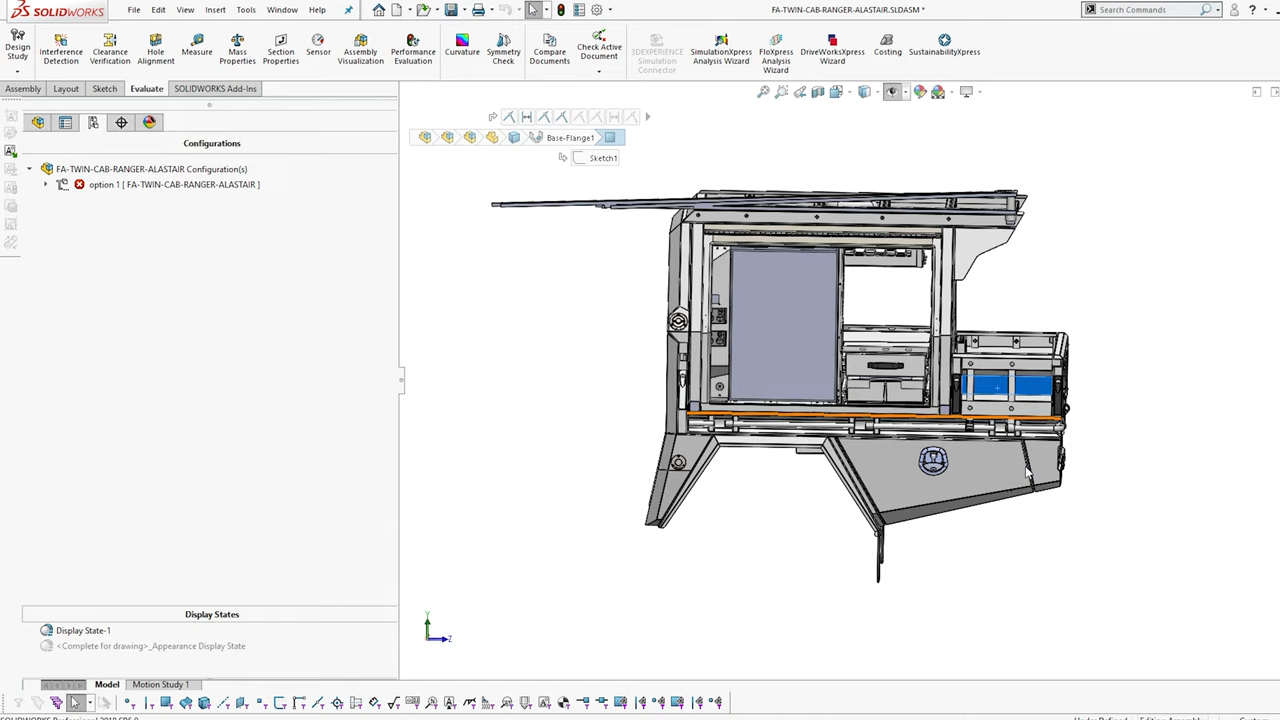 SOLIDWORKS File Edit View Insert Tools Window Help FA-TWIN-CAB-RANGER-ALASTAIR.SLDASM * Search Commands
Design Study Interference Detection Clearance Verification Hole Alignment Measure Mass Properties Section Properties Sensor Assembly Visualization Performance Evaluation Curvature Symmetry Check Compare Documents Check Active Document 3DEXPERIENCE Simulation Connector SimulationXpress Analysis Wizard FloXpress Analysis Wizard DriveWorksXpress Wizard Costing SustainabilityXpress
Assembly Layout Sketch Evaluate SOLIDWORKS Add-Ins
Base-Flange1
Configurations
Sketch1
FA-TWIN-CAB-RANGER-ALASTAIR Configuration(s)
option 1 [ FA-TWIN-CAB-RANGER-ALASTAIR ]
Display States
Display State-1
<Complete for drawing>_Appearance Display State
Y
Z
Model Motion Study 1